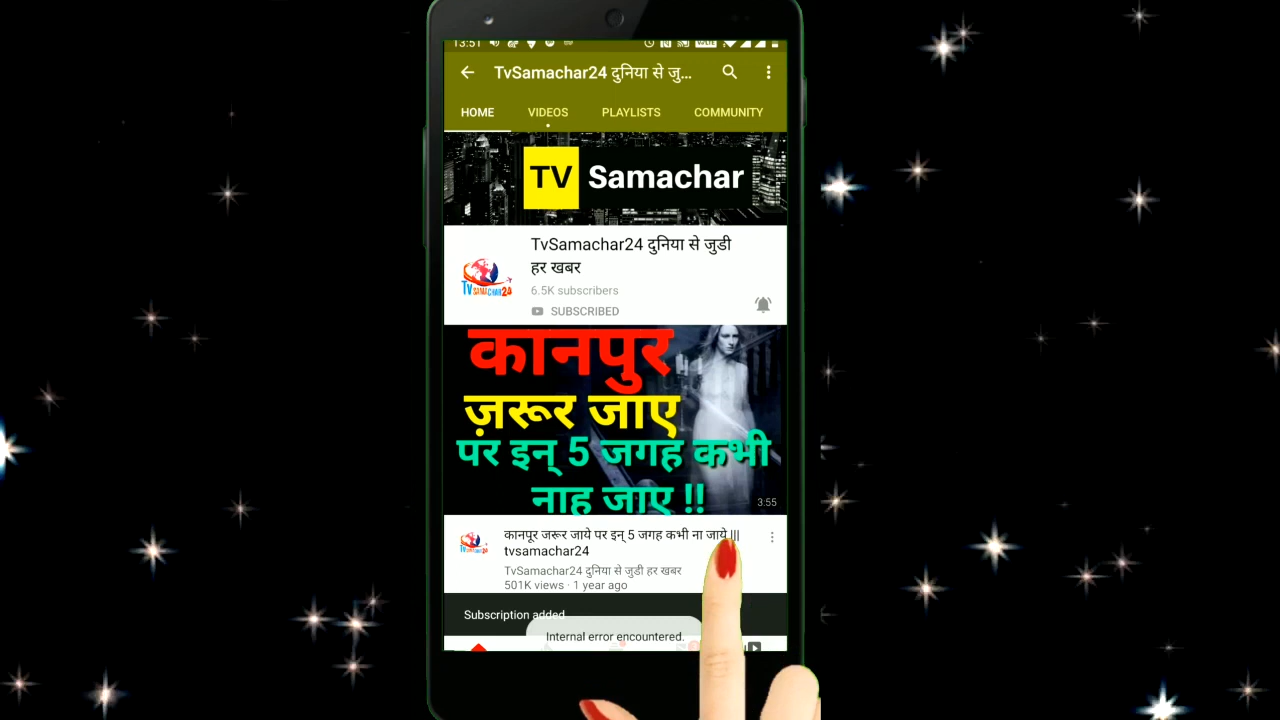 13:51
TvSamachar24 दुनिया से जु...
HOME VIDEOS PLAYLISTS COMMUNITY
TV Samachar
TvSamachar24 दुनिया से जुडी
हर खबर
6.5K subscribers
SUBSCRIBED
TV SAMACHAR24
कानपुर
ज़रूर जाए
पर इन् 5 जगह कभी
नाह जाए !!
3:55
कानपूर जरूर जाये पर इन् 5 जगह कभी ना जाये |||
tvsamachar24
TvSamachar24 दुनिया से जुडी हर खबर
501K views · 1 year ago
Subscription added
Internal error encountered.